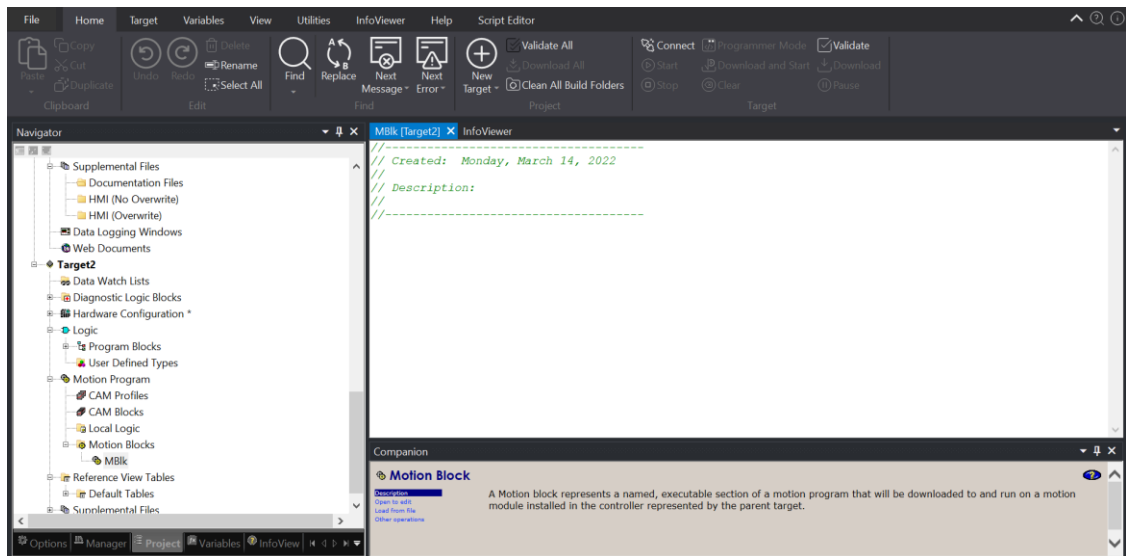 File Home Target Variables View Utilities InfoViewer Help Script Editor
Paste
Copy
Cut
Duplicate
Clipboard
Undo
Redo
Delete
Rename
Select All
Edit
Find
Replace
Next Message
Next Error
Find
New Target
Validate All
Download All
Clean All Build Folders
Project
Connect Programmer Mode Validate
Start Download and Start Download
Stop Clear Pause
Target
Navigator
Supplemental Files
Documentation Files
HMI (No Overwrite)
HMI (Overwrite)
Data Logging Windows
Web Documents
Target2
Data Watch Lists
Diagnostic Logic Blocks
Hardware Configuration *
Logic
Program Blocks
User Defined Types
Motion Program
CAM Profiles
CAM Blocks
Local Logic
Motion Blocks
MBlk
Reference View Tables
Default Tables
Supplemental Files
Options Manager Project Variables InfoView
MBlk [Target2] InfoViewer
//-------------------------------------
// Created: Monday, March 14, 2022
//
// Description:
//
//-------------------------------------
Companion
Motion Block
Description
Open to edit
Load from file
Other operations
A Motion block represents a named, executable section of a motion program that will be downloaded to and run on a motion
module installed in the controller represented by the parent target.